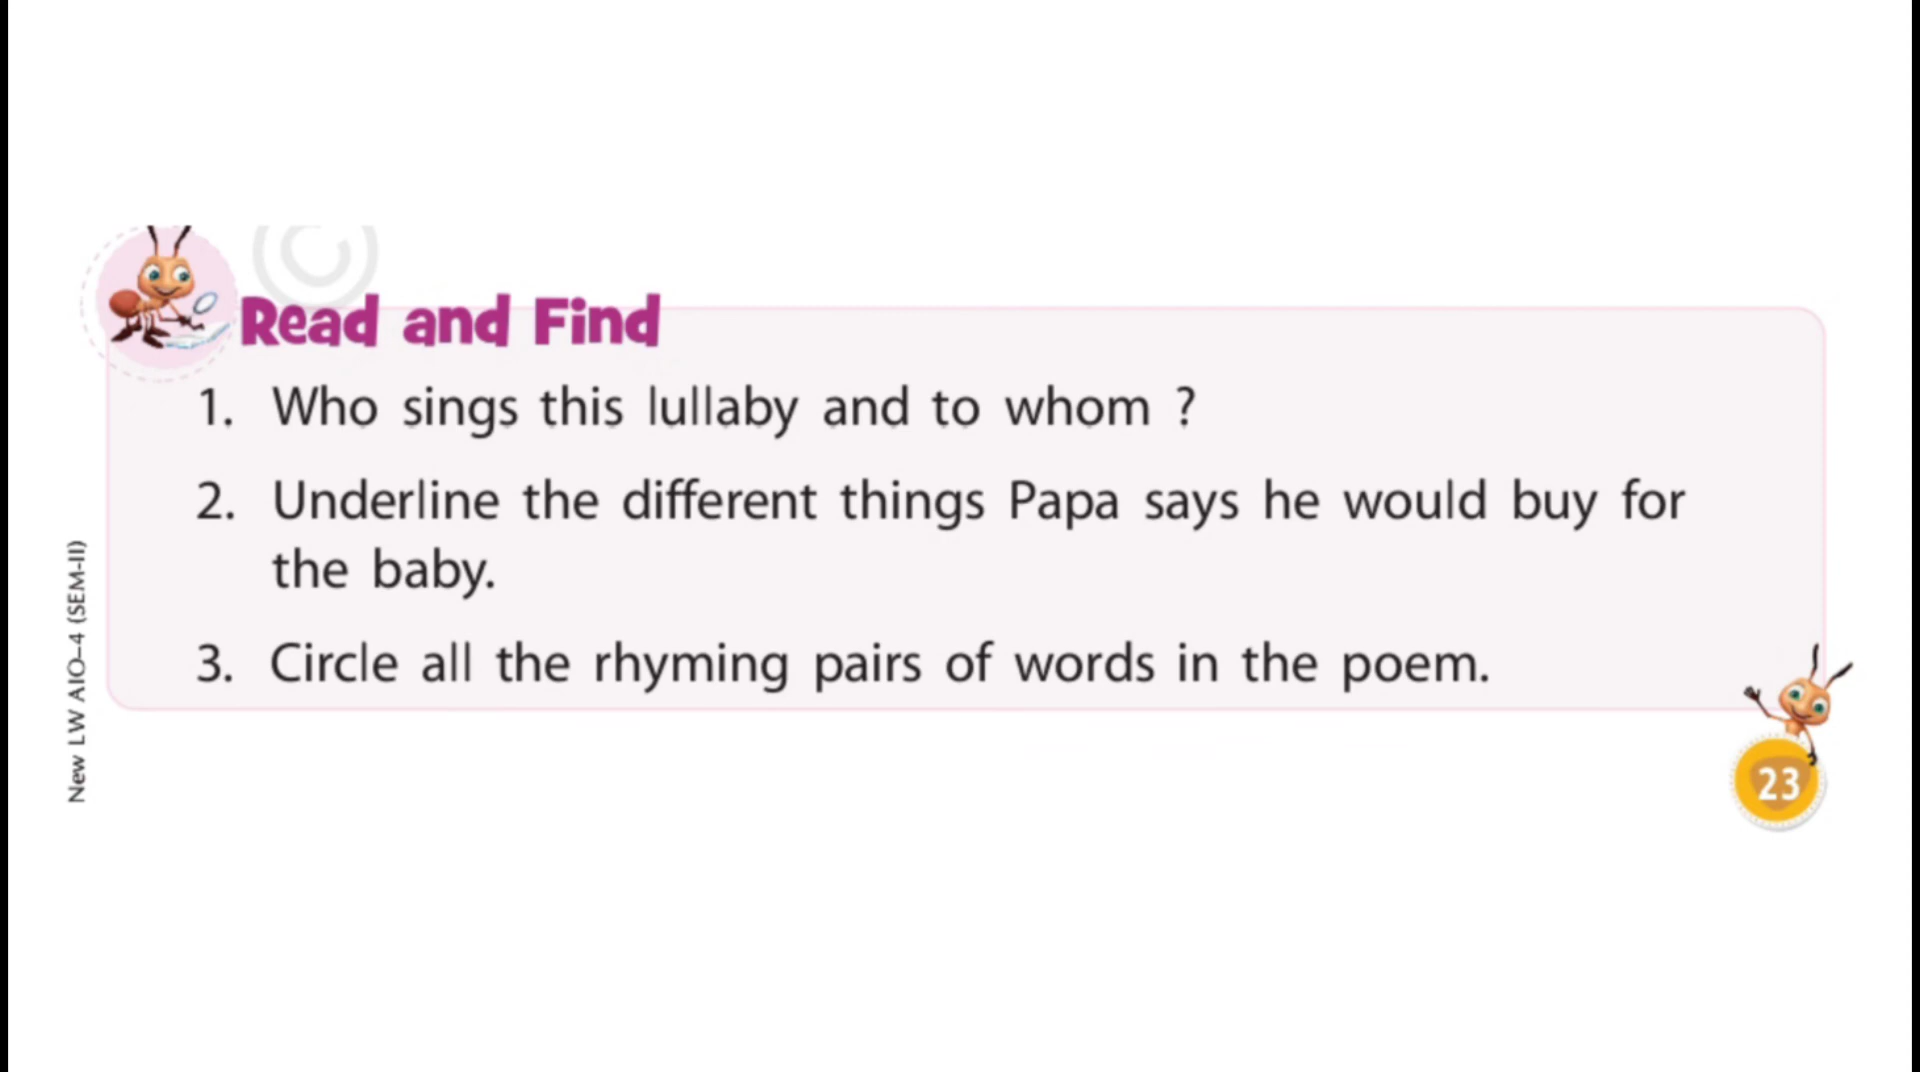 Read and Find
1. Who sings this lullaby and to whom ?
2. Underline the different things Papa says he would buy for
the baby.
3. Circle all the rhyming pairs of words in the poem.
New LW AIO–4 (SEM-II)
23